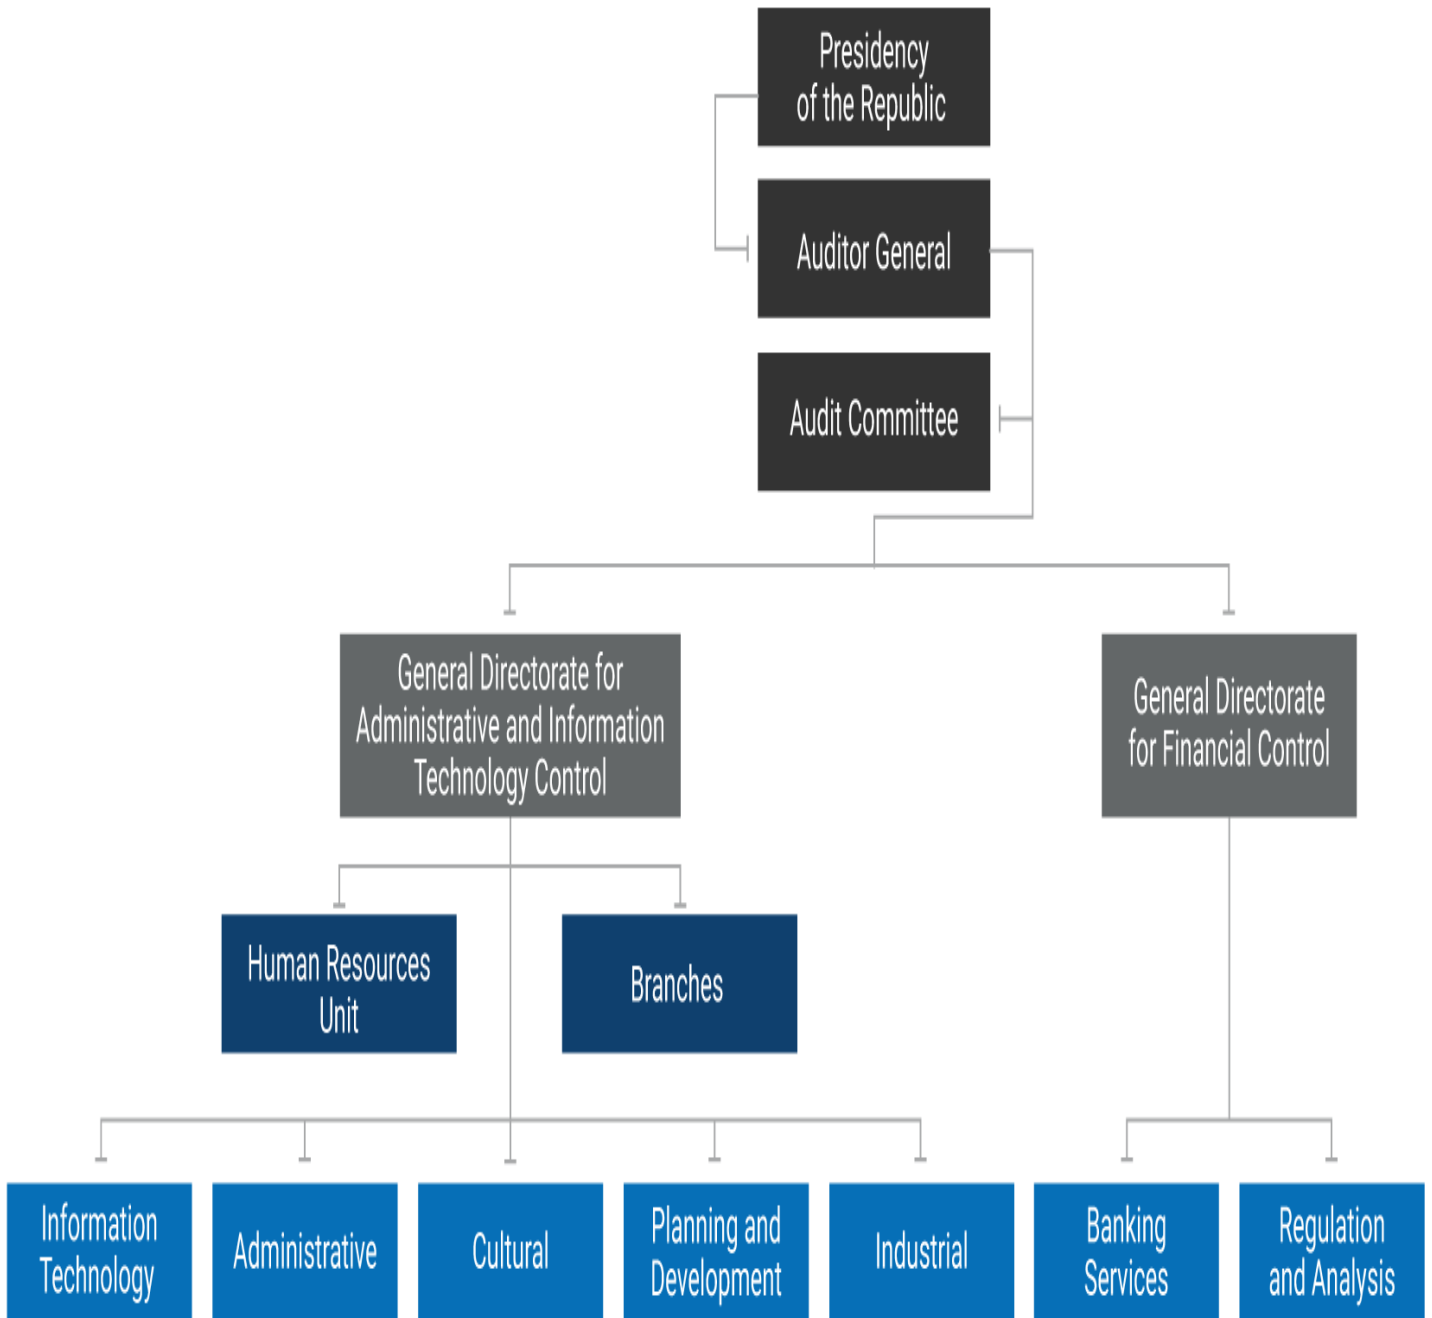 Presidency
of the Republic
Auditor General
Audit Committee
General Directorate for
Administrative and Information
Technology Control
General Directorate
for Financial Control
Human Resources
Unit
Branches
Information
Technology
Administrative
Cultural
Planning and
Development
Industrial
Banking
Services
Regulation
and Analysis